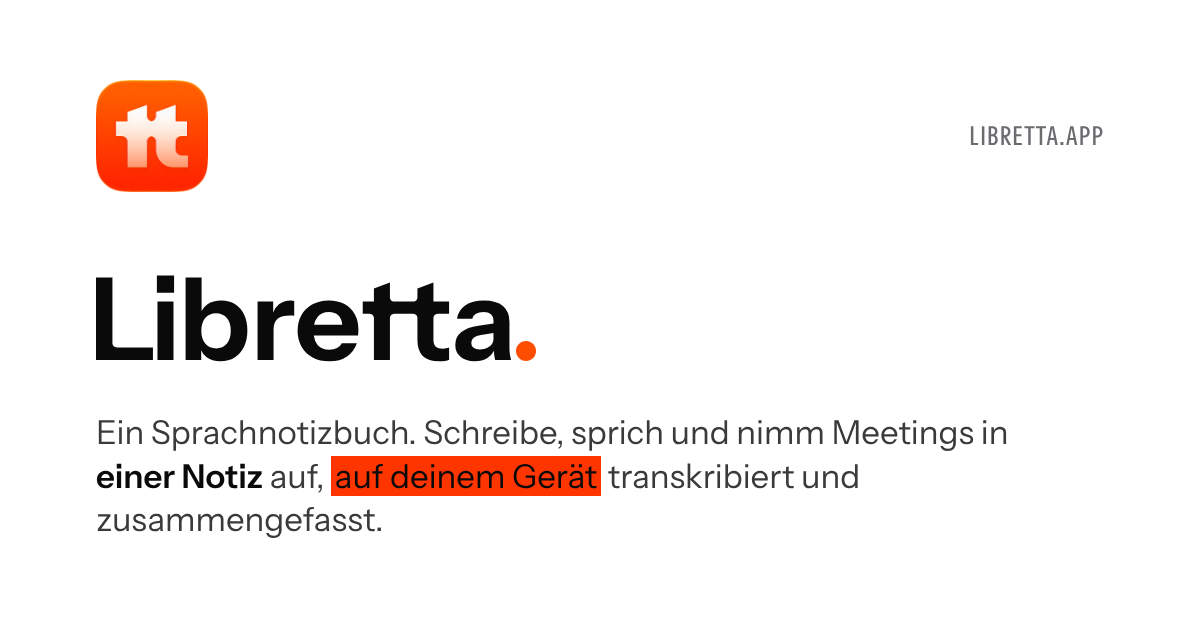 tt
LIBRETTA.APP
Libretta.
Ein Sprachnotizbuch. Schreibe, sprich und nimm Meetings in
einer Notiz auf, auf deinem Gerät transkribiert und
zusammengefasst.